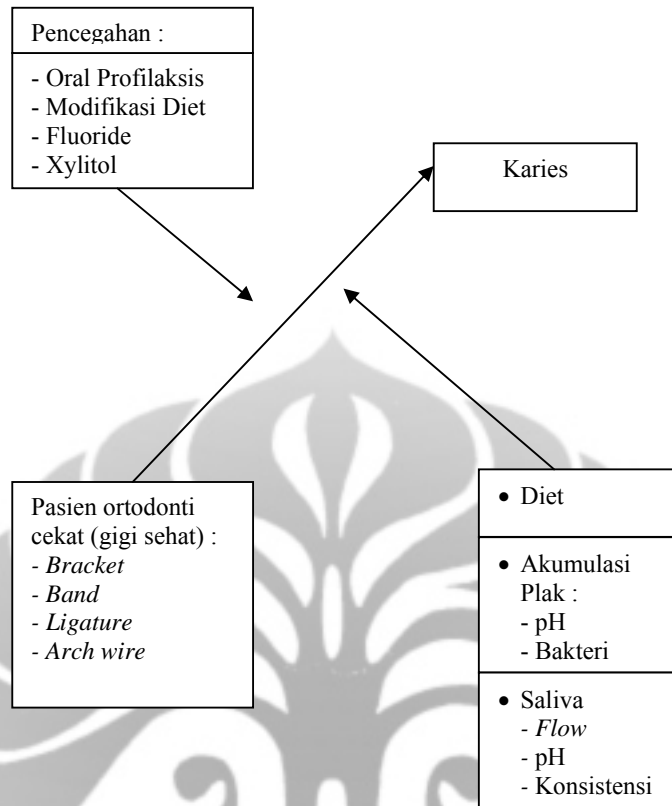 Pencegahan :
- Oral Profilaksis
- Modifikasi Diet
- Fluoride
- Xylitol
Karies
Pasien ortodonti
cekat (gigi sehat) :
- Bracket
- Band
- Ligature
- Arch wire
• Diet
• Akumulasi
Plak :
- pH
- Bakteri
• Saliva
- Flow
- pH
- Konsistensi